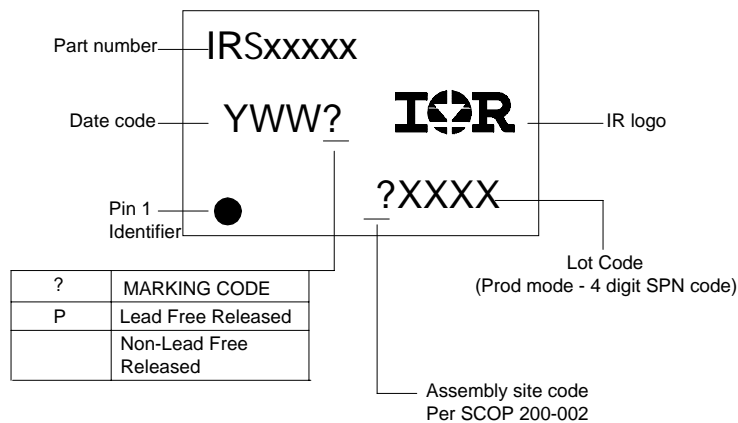 Part number
IRSxxxxx
Date code
YWW?
IOR
IR logo
?XXXX
Pin 1
Identifier
Lot Code
(Prod mode - 4 digit SPN code)
? MARKING CODE
P Lead Free Released
Non-Lead Free
Released
Assembly site code
Per SCOP 200-002